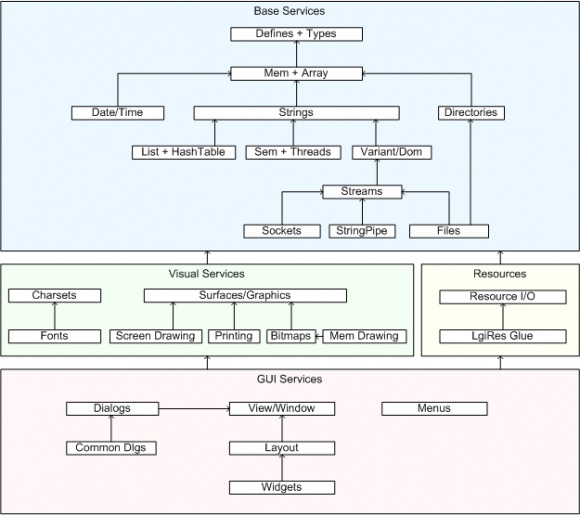 Base Services
Defines + Types
Mem + Array
Date/Time
Strings
Directories
List + HashTable
Sem + Threads
Variant/Dom
Streams
Sockets
StringPipe
Files
Visual Services
Resources
Charsets
Surfaces/Graphics
Resource I/O
Fonts
Screen Drawing
Printing
Bitmaps
Mem Drawing
LgiRes Glue
GUI Services
Dialogs
View/Window
Menus
Common Dlgs
Layout
Widgets